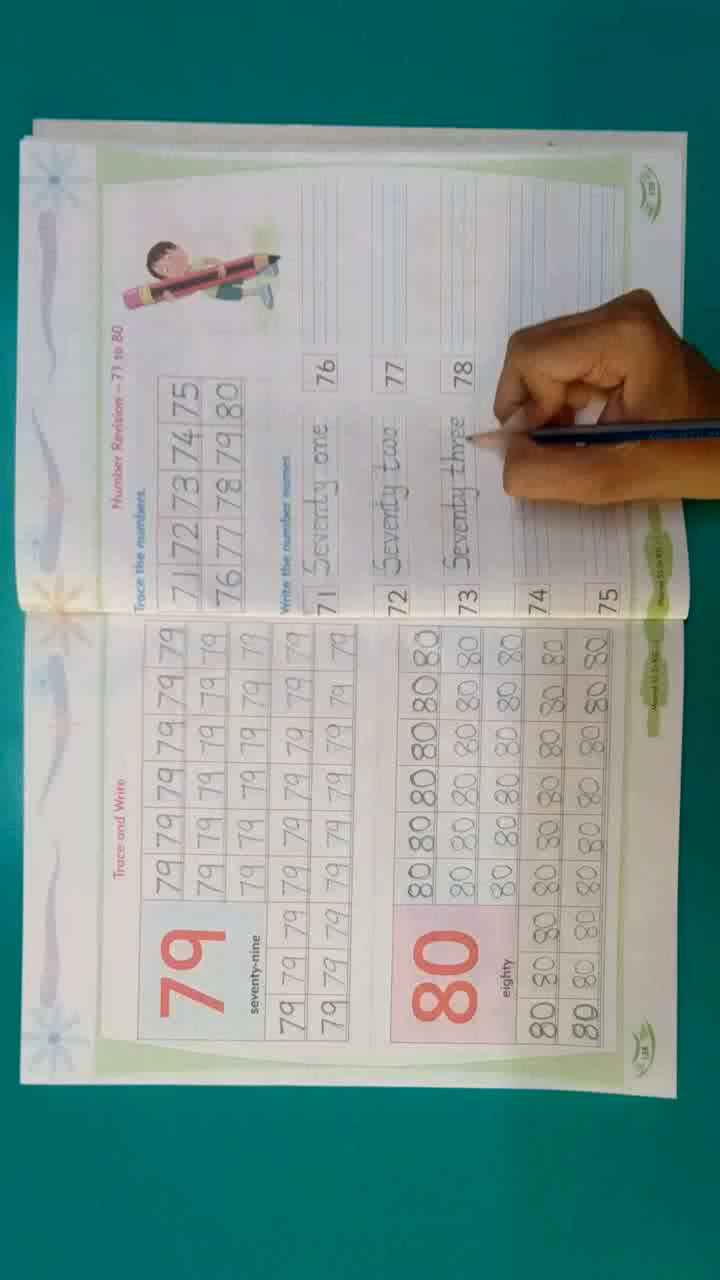 Trace and Write
79
seventy-nine
79 79 79 79 79 79
79 79 79 79 79 79
79 79 79 79 79 79
79 79 79 79 79 79 79 79 79
79 79 79 79 79 79 79 79 79
80
eighty
80 80 80 80 80 80
80 80 80 80 80 80
80 80 80 80 80 80
80 80 80 80 80 80 80 80 80
80 80 80 80 80 80 80 80 80
128
Number Revision – 71 to 80
Trace the numbers.
71 72 73 74 75
76 77 78 79 80
Write the number names
71 Seventy one 76
72 Seventy two 77
73 Seventy three 78
74
75
129